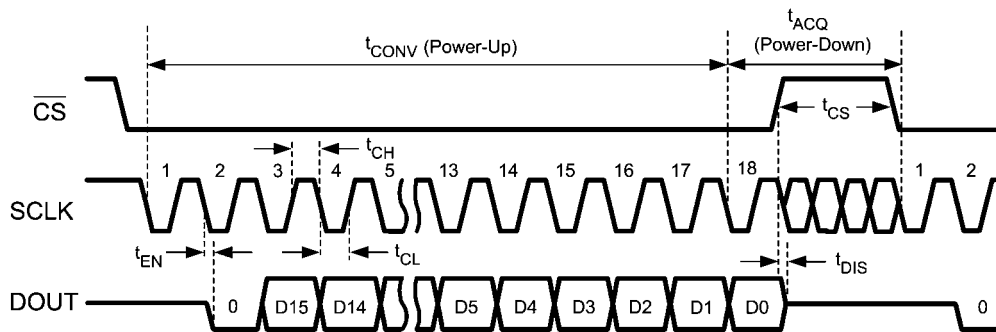 tACQ
(Power-Down)
tCONV (Power-Up)
CS
tCS
tCH
1 2 3 4 5 13 14 15 16 17 18 1 2
SCLK
tEN
tCL
tDIS
DOUT
0 D15 D14 D5 D4 D3 D2 D1 D0 0